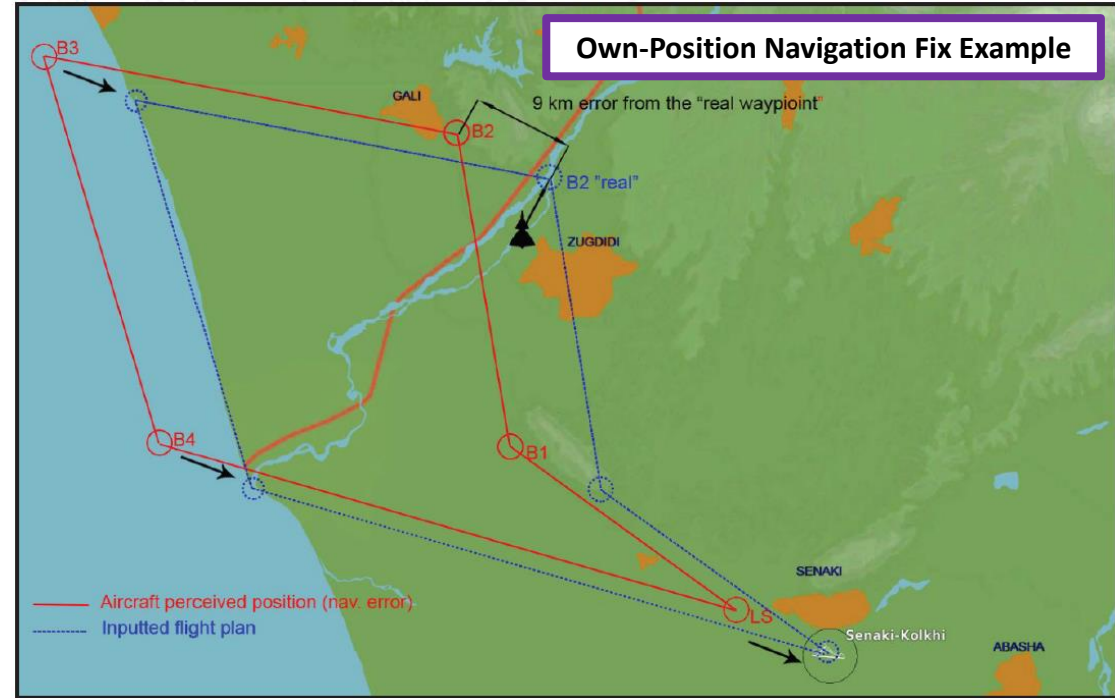 Own-Position Navigation Fix Example
B3
GALI
9 km error from the "real waypoint"
B2
B2 "real"
ZUGDIDI
B4
B1
SENAKI
LS
Aircraft perceived position (nav. error)
Inputted flight plan
Senaki-Kolkhi
ABASHA